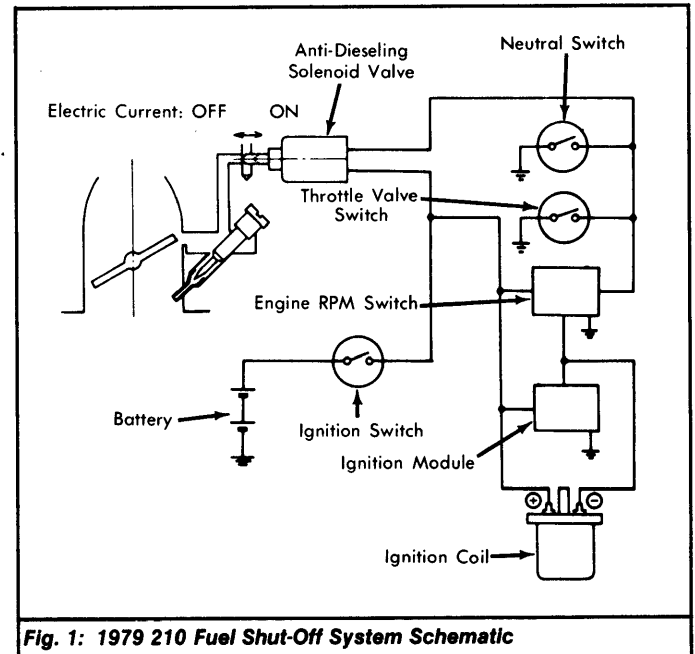 Neutral Switch
Anti-Dieseling
Solenoid Valve
Electric Current: OFF ON
Throttle Valve
Switch
Engine RPM Switch
Battery
Ignition Switch
Ignition Module
+ −
Ignition Coil
Fig. 1: 1979 210 Fuel Shut-Off System Schematic